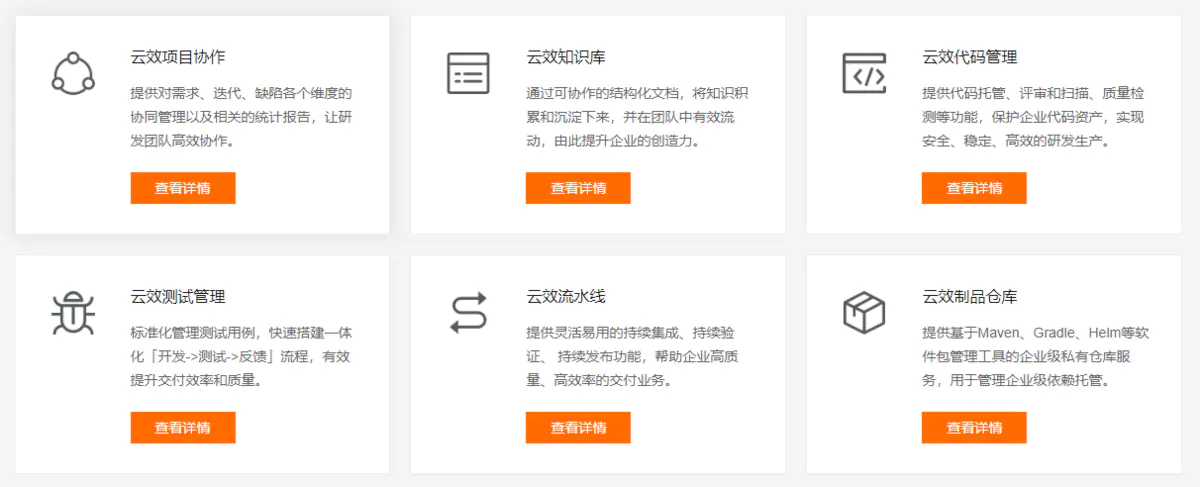 云效项目协作
提供对需求、迭代、缺陷各个维度的
协同管理以及相关的统计报告，让研
发团队高效协作。
查看详情
云效知识库
通过可协作的结构化文档，将知识积
累和沉淀下来，并在团队中有效流
动，由此提升企业的创造力。
查看详情
云效代码管理
提供代码托管、评审和扫描、质量检
测等功能，保护企业代码资产，实现
安全、稳定、高效的研发生产。
查看详情
云效测试管理
标准化管理测试用例，快速搭建一体
化「开发->测试->反馈」流程，有效
提升交付效率和质量。
查看详情
云效流水线
提供灵活易用的持续集成、持续验
证、 持续发布功能，帮助企业高质
量、高效率的交付业务。
查看详情
云效制品仓库
提供基于Maven、Gradle、Helm等软
件包管理工具的企业级私有仓库服
务，用于管理企业级依赖托管。
查看详情